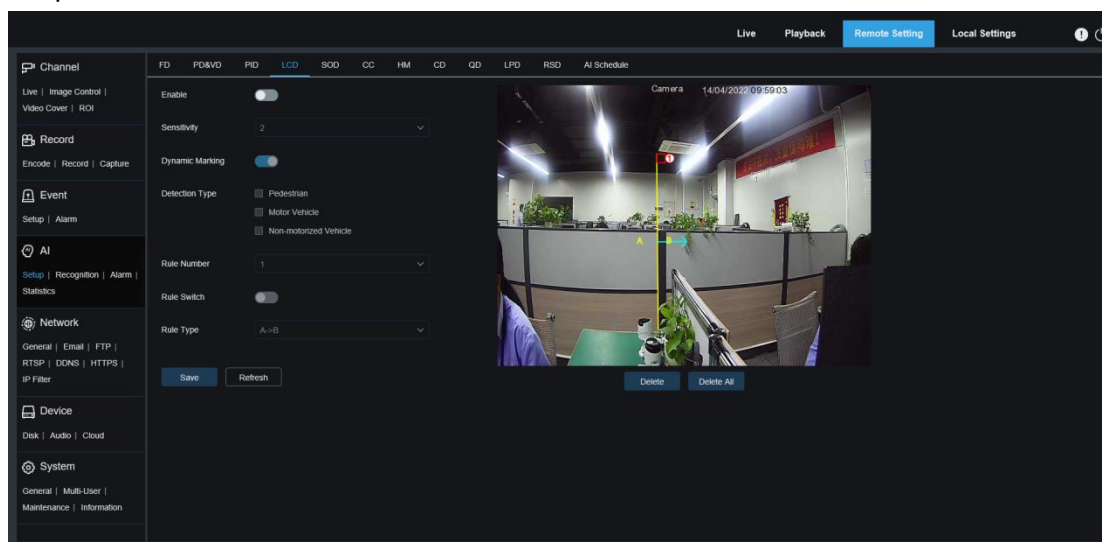 Live Playback Remote Setting Local Settings
Channel
Live | Image Control |
Video Cover | ROI
Record
Encode | Record | Capture
Event
Setup | Alarm
AI
Setup | Recognition | Alarm |
Statistics
Network
General | Email | FTP |
RTSP | DDNS | HTTPS |
IP Filter
Device
Disk | Audio | Cloud
System
General | Multi-User |
Maintenance | Information
FD PD&VD PID LCD SOD CC HM CD QD LPD RSD AI Schedule
Enable
Sensitivity 2
Dynamic Marking
Detection Type Pedestrian
Motor Vehicle
Non-motorized Vehicle
Rule Number 1
Rule Switch
Rule Type A->B
Save Refresh
Camera 14/04/2022 09:59:03
1
A B
Delete Delete All